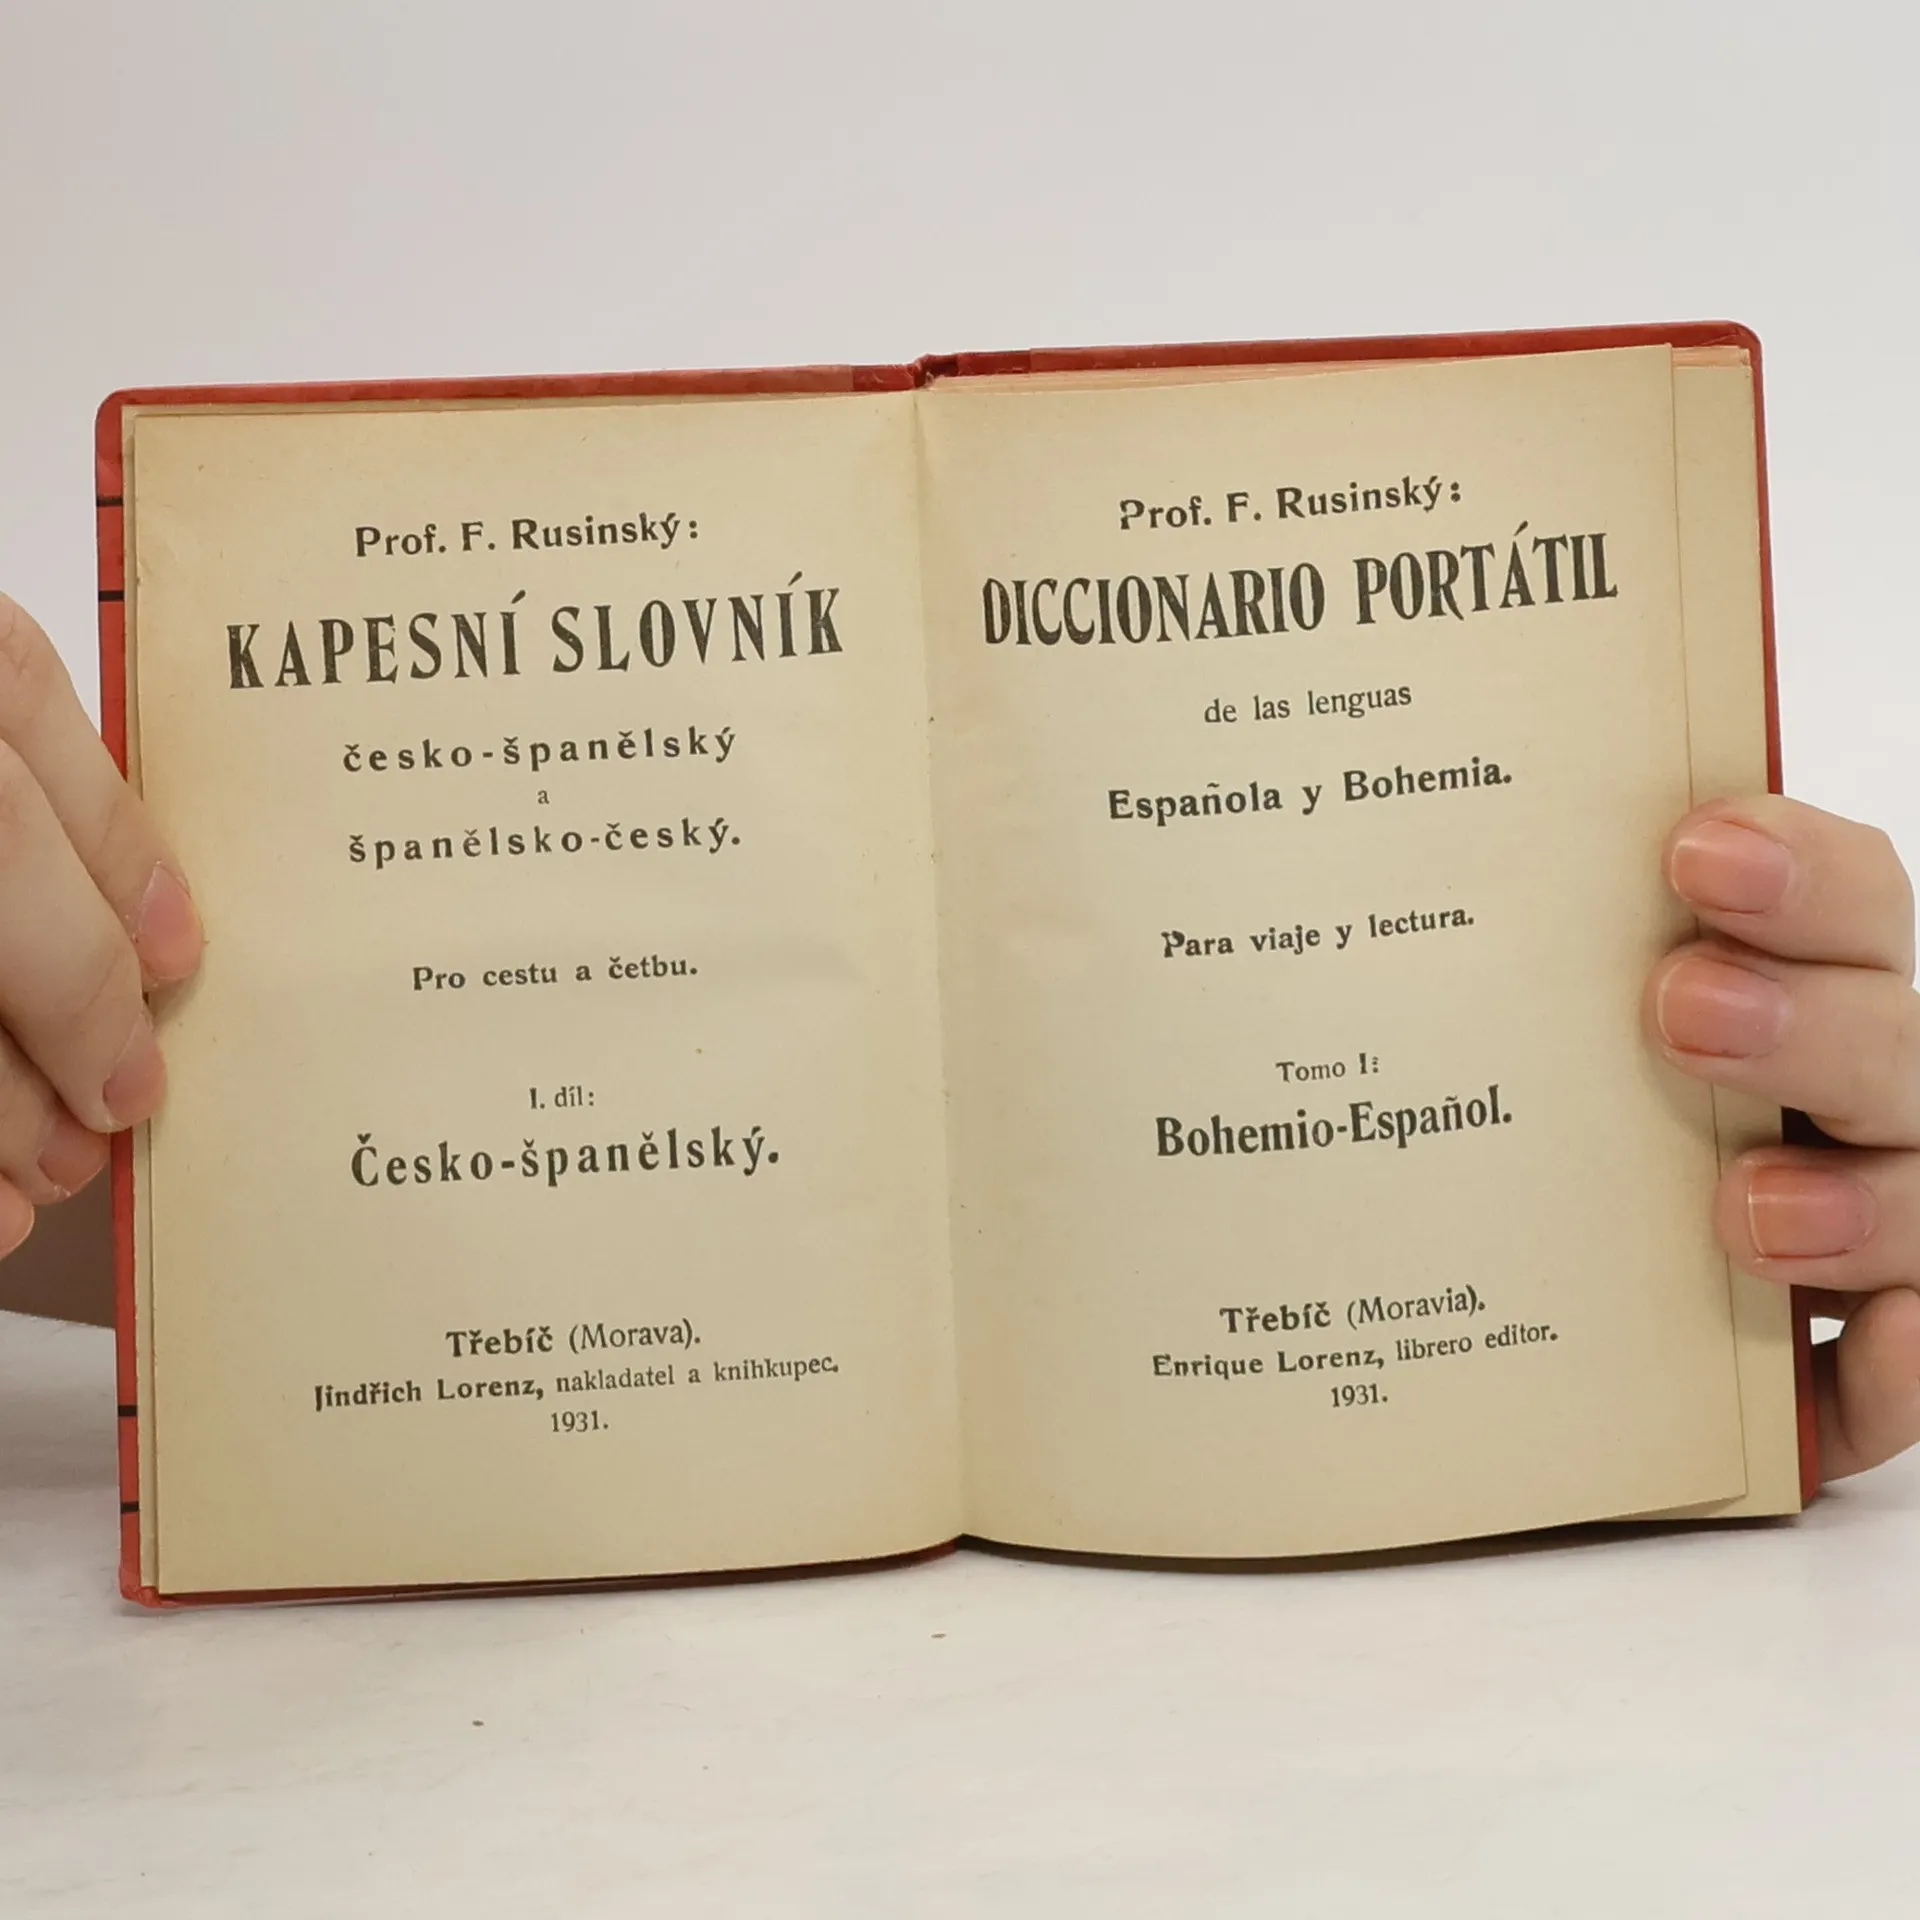 Prof. F. Rusinský:
KAPESNÍ SLOVNÍK
česko-španělský
a
španělsko-český.
Pro cestu a četbu.
I. díl:
Česko-španělský.
Třebíč (Morava).
Jindřich Lorenz, nakladatel a knihkupec.
1931.
Prof. F. Rusinský:
DICCIONARIO PORTÁTIL
de las lenguas
Española y Bohemia.
Para viaje y lectura.
Tomo I:
Bohemio-Español.
Třebíč (Moravia).
Enrique Lorenz, librero editor.
1931.